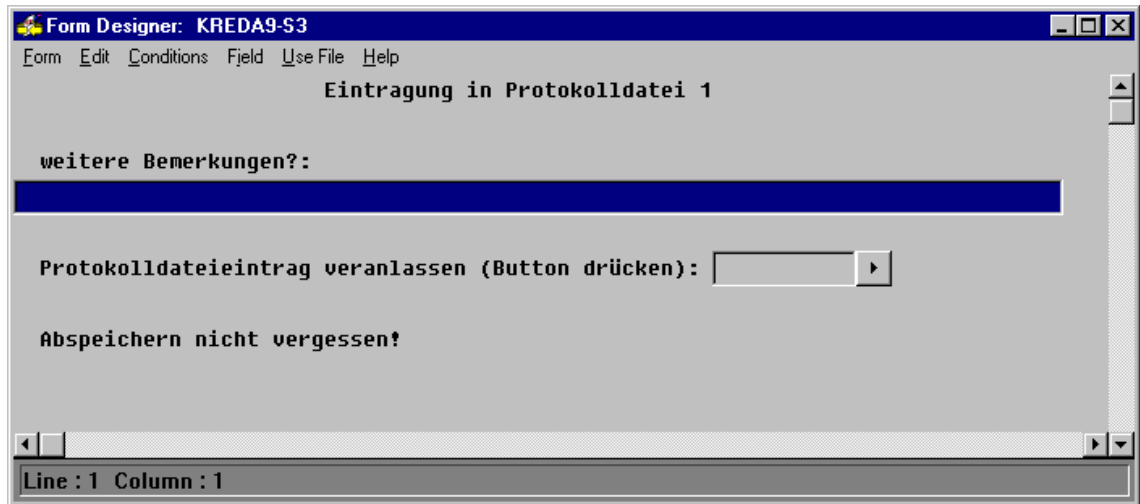 Form Designer: KREDA9-S3
Form Edit Conditions Field Use File Help
Eintragung in Protokolldatei 1
weitere Bemerkungen?:
Protokolldateieintrag veranlassen (Button drücken):
Abspeichern nicht vergessen!
Line : 1 Column : 1